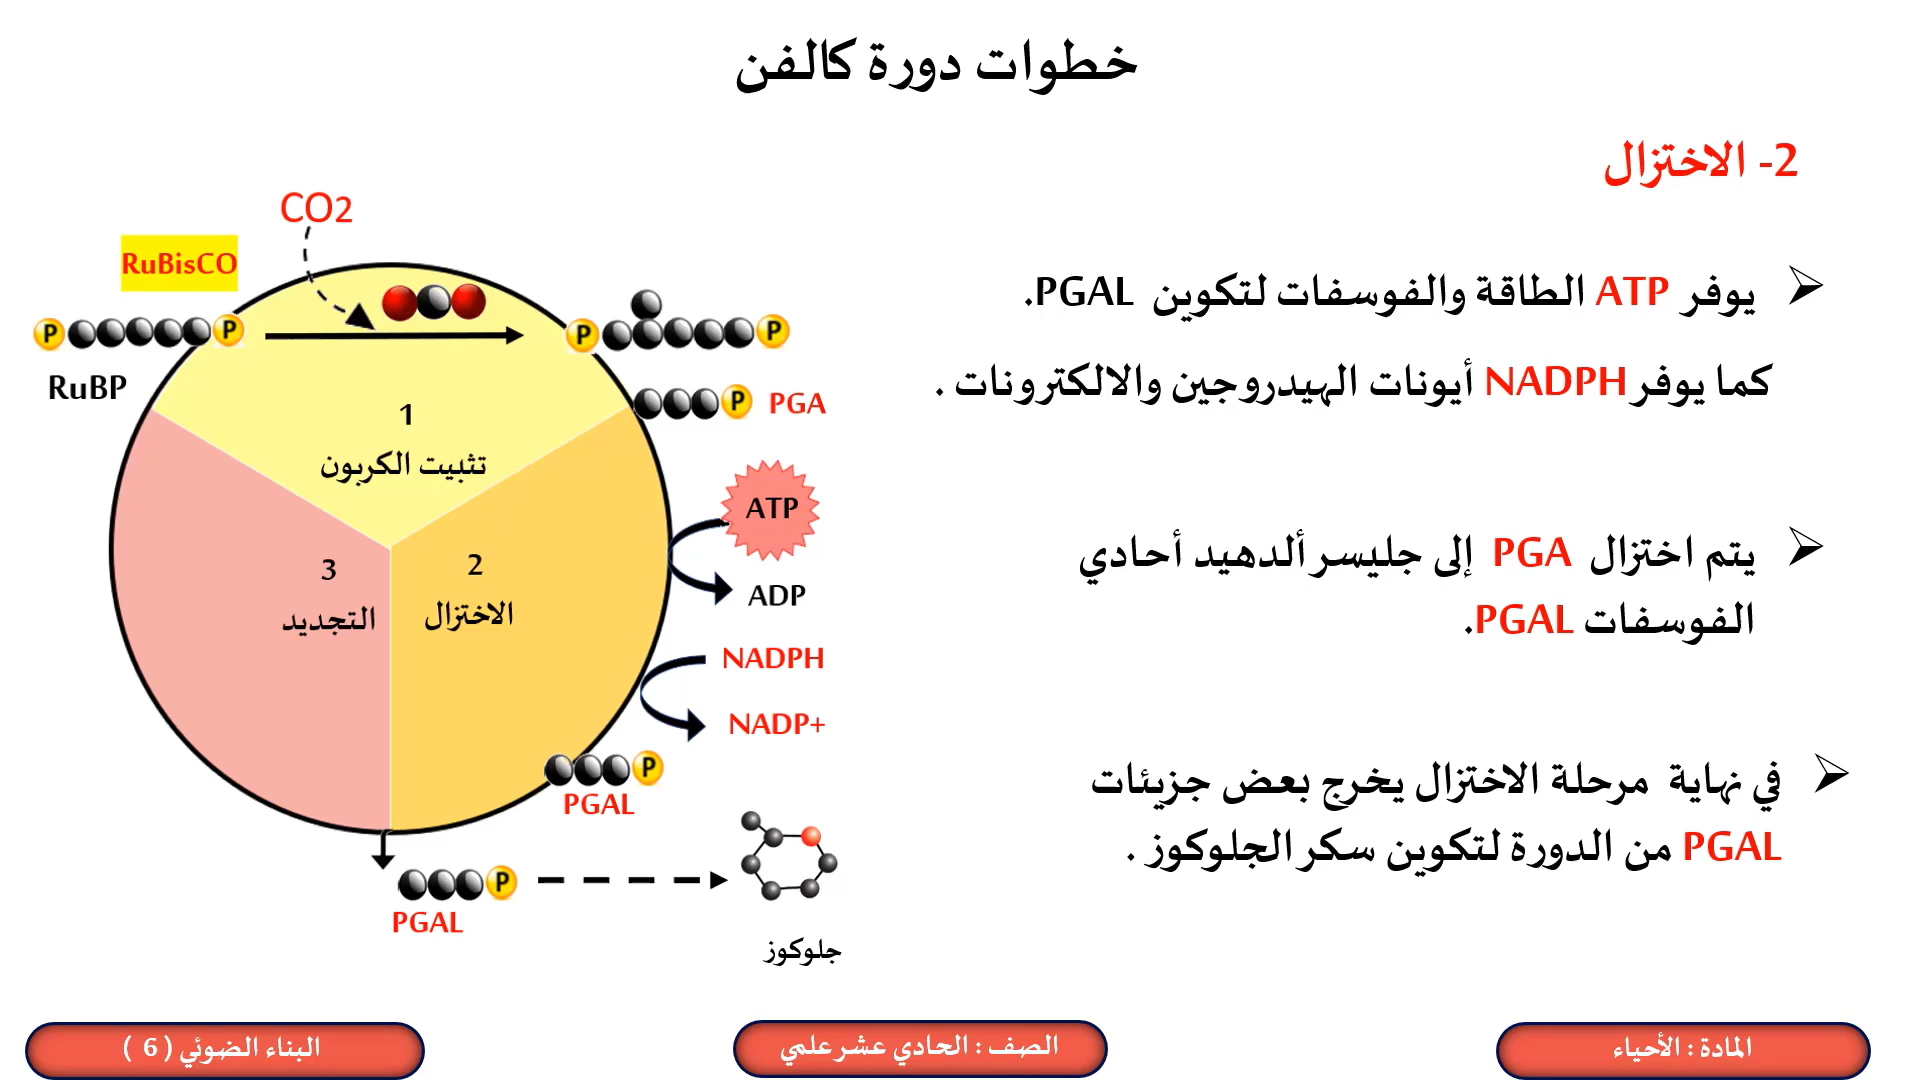 خطوات دورة كالفن
2- الاختزال
يوفر ATP الطاقة والفوسفات لتكوين PGAL.
كما يوفر NADPH أيونات الهيدروجين والالكترونات .
يتم اختزال PGA إلى جليسر ألدهيد أحادي
الفوسفات PGAL.
في نهاية مرحلة الاختزال يخرج بعض جزيئات
PGAL من الدورة لتكوين سكر الجلوكوز .
CO2
RuBisCO
P P
P P
RuBP
P PGA
1
تثبيت الكربون
ATP
ADP
2
الاختزال
3
التجديد
NADPH
NADP+
P
PGAL
P
PGAL
جلوكوز
المادة : الأحياء
الصف : الحادي عشر علمي
البناء الضوئي ( 6 )